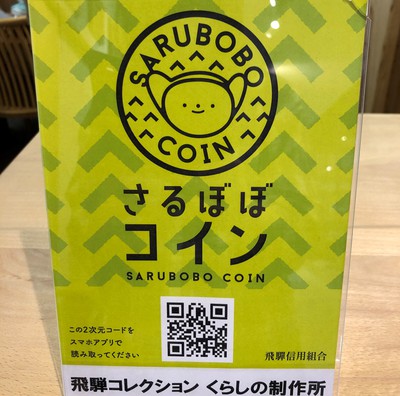 SARUBOBO
COIN
さるぼぼ
コイン
SARUBOBO COIN
この2次元コードを
スマホアプリで
読み取ってください
飛騨信用組合
飛騨コレクション くらしの制作所